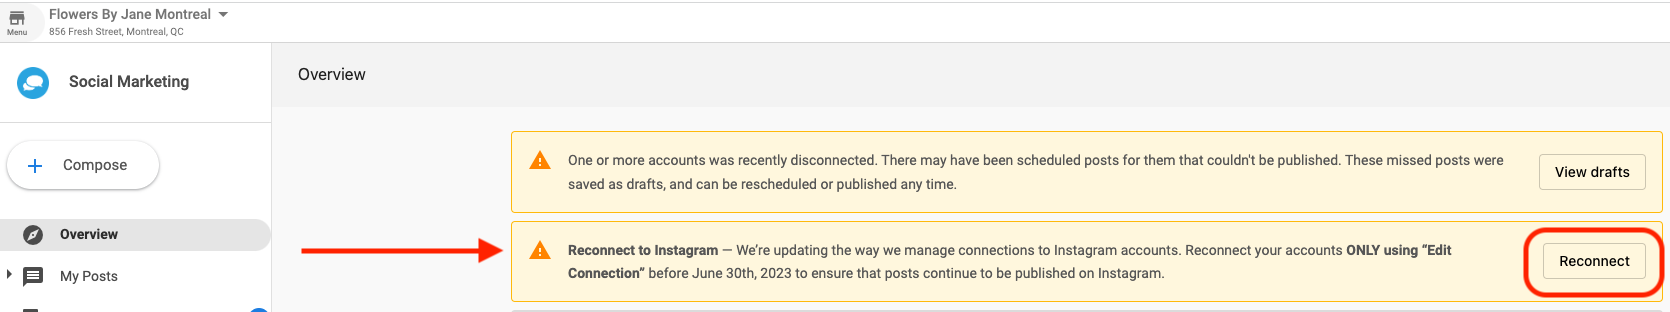 Flowers By Jane Montreal
Menu
856 Fresh Street, Montreal, QC
Social Marketing
Overview
Compose
One or more accounts was recently disconnected. There may have been scheduled posts for them that couldn't be published. These missed posts were
saved as drafts, and can be rescheduled or published any time.
View drafts
Overview
Reconnect to Instagram — We’re updating the way we manage connections to Instagram accounts. Reconnect your accounts ONLY using “Edit
Connection” before June 30th, 2023 to ensure that posts continue to be published on Instagram.
Reconnect
My Posts